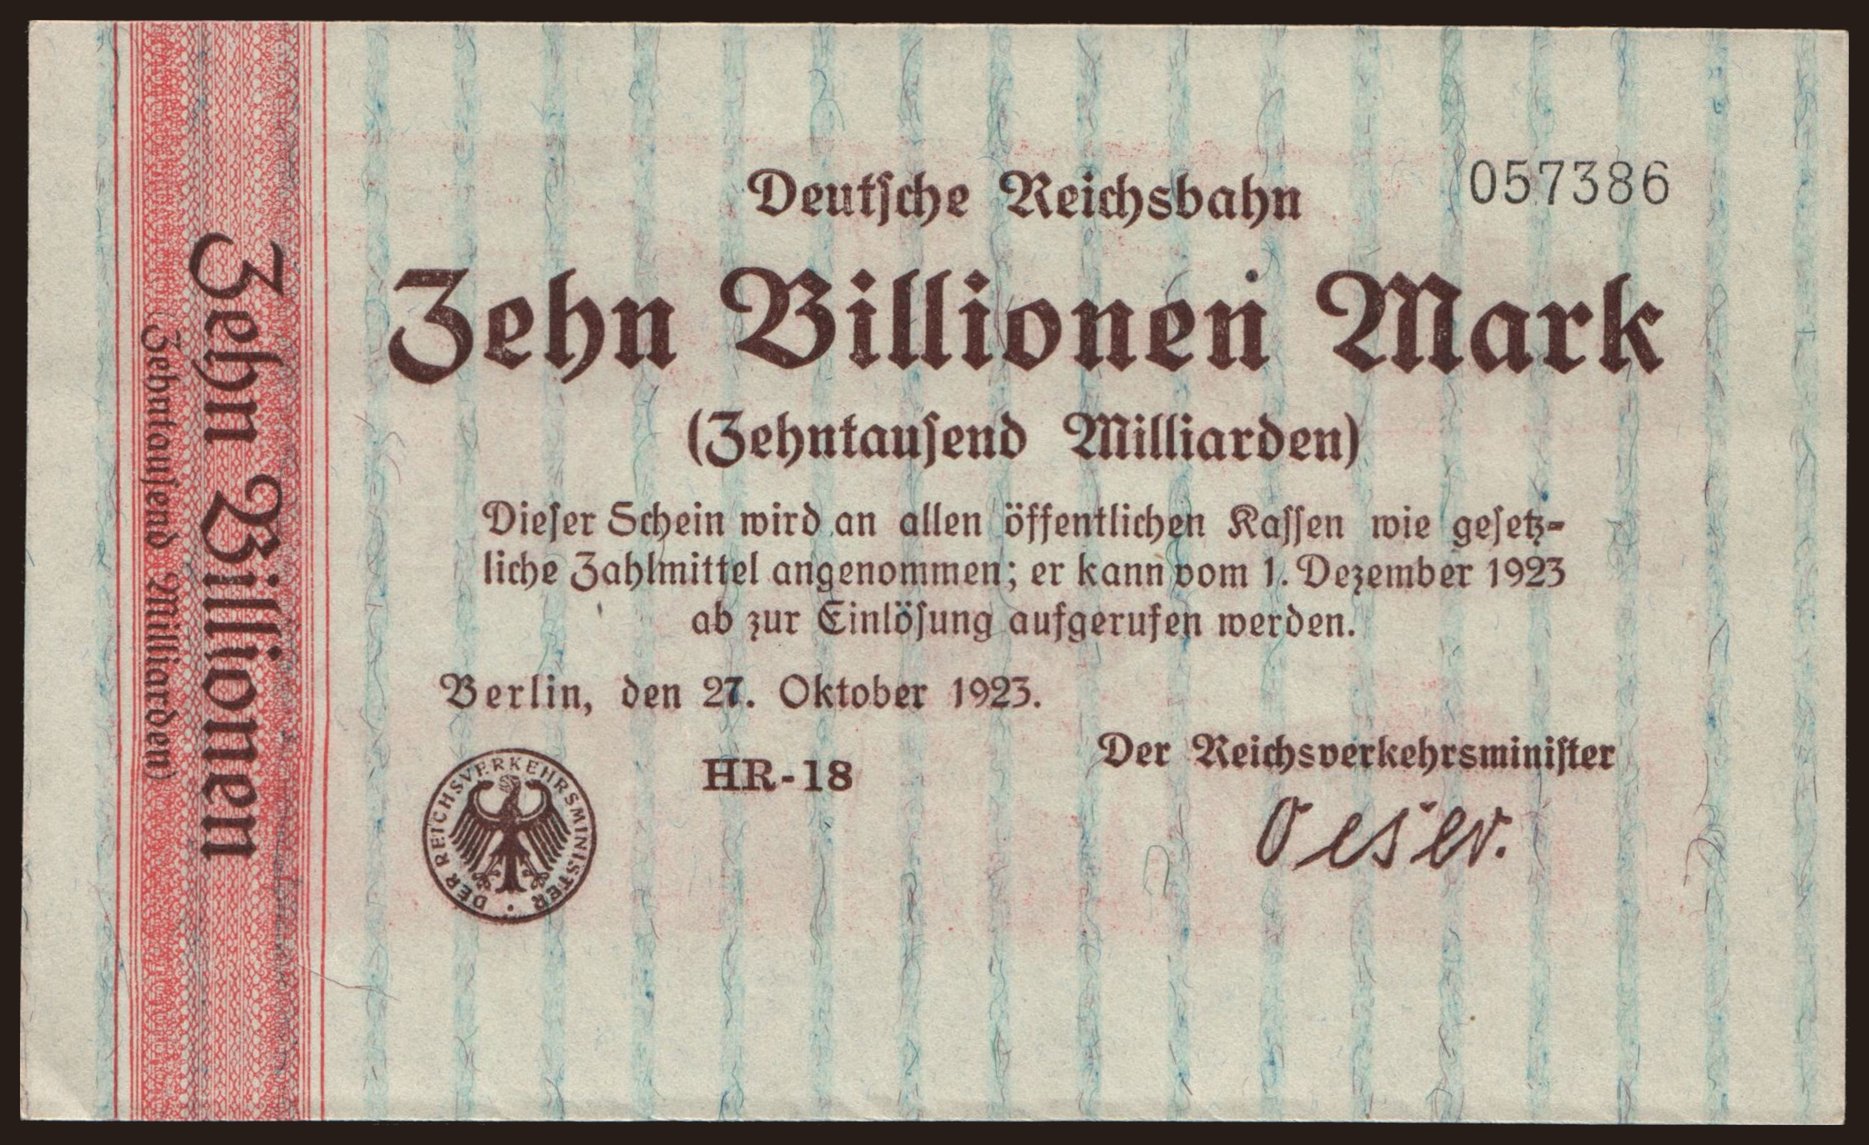 Deutsche Reichsbahn
057386
Zehn Billionen Mark
(Zehntausend Milliarden)
Dieser Schein wird an allen öffentlichen Kassen wie gesetz-
liche Zahlmittel angenommen; er kann vom 1. Dezember 1923
ab zur Einlösung aufgerufen werden.
Berlin, den 27. Oktober 1923.
HR-18
Der Reichsverkehrsminister
Oeser.
DER REICHSVERKEHRSMINISTER
Zehn Billionen
(Zehntausend Milliarden)